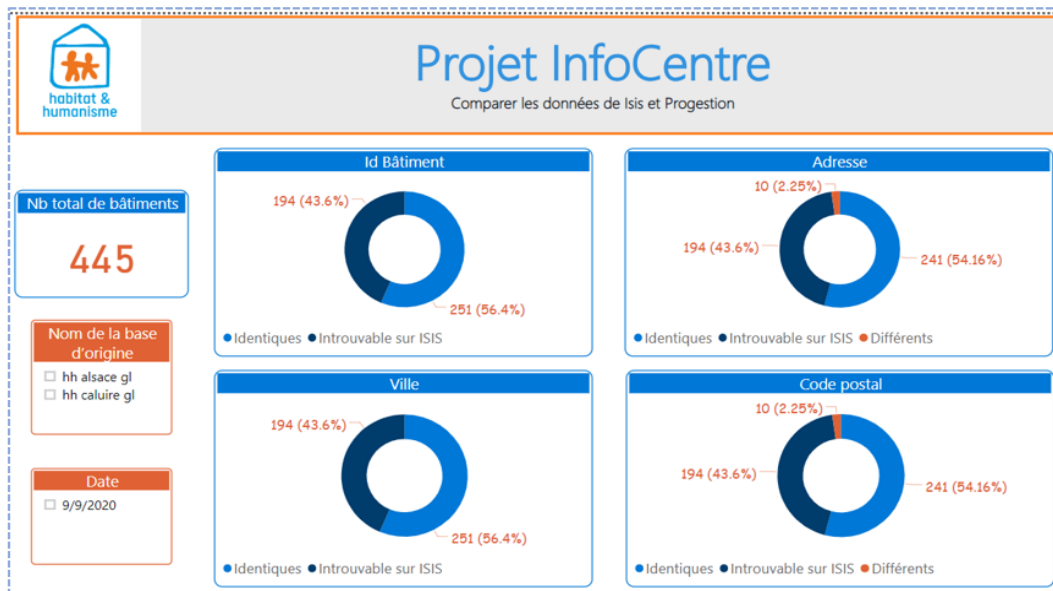 habitat &
humanisme
Projet InfoCentre
Comparer les données de Isis et Progestion
Nb total de bâtiments
445
Nom de la base
d'origine
hh alsace gl
hh caluire gl
Date
9/9/2020
Id Bâtiment
194 (43.6%)
251 (56.4%)
Identiques Introuvable sur ISIS
Adresse
10 (2.25%)
194 (43.6%)
241 (54.16%)
Identiques Introuvable sur ISIS Différents
Ville
194 (43.6%)
251 (56.4%)
Identiques Introuvable sur ISIS
Code postal
10 (2.25%)
194 (43.6%)
241 (54.16%)
Identiques Introuvable sur ISIS Différents